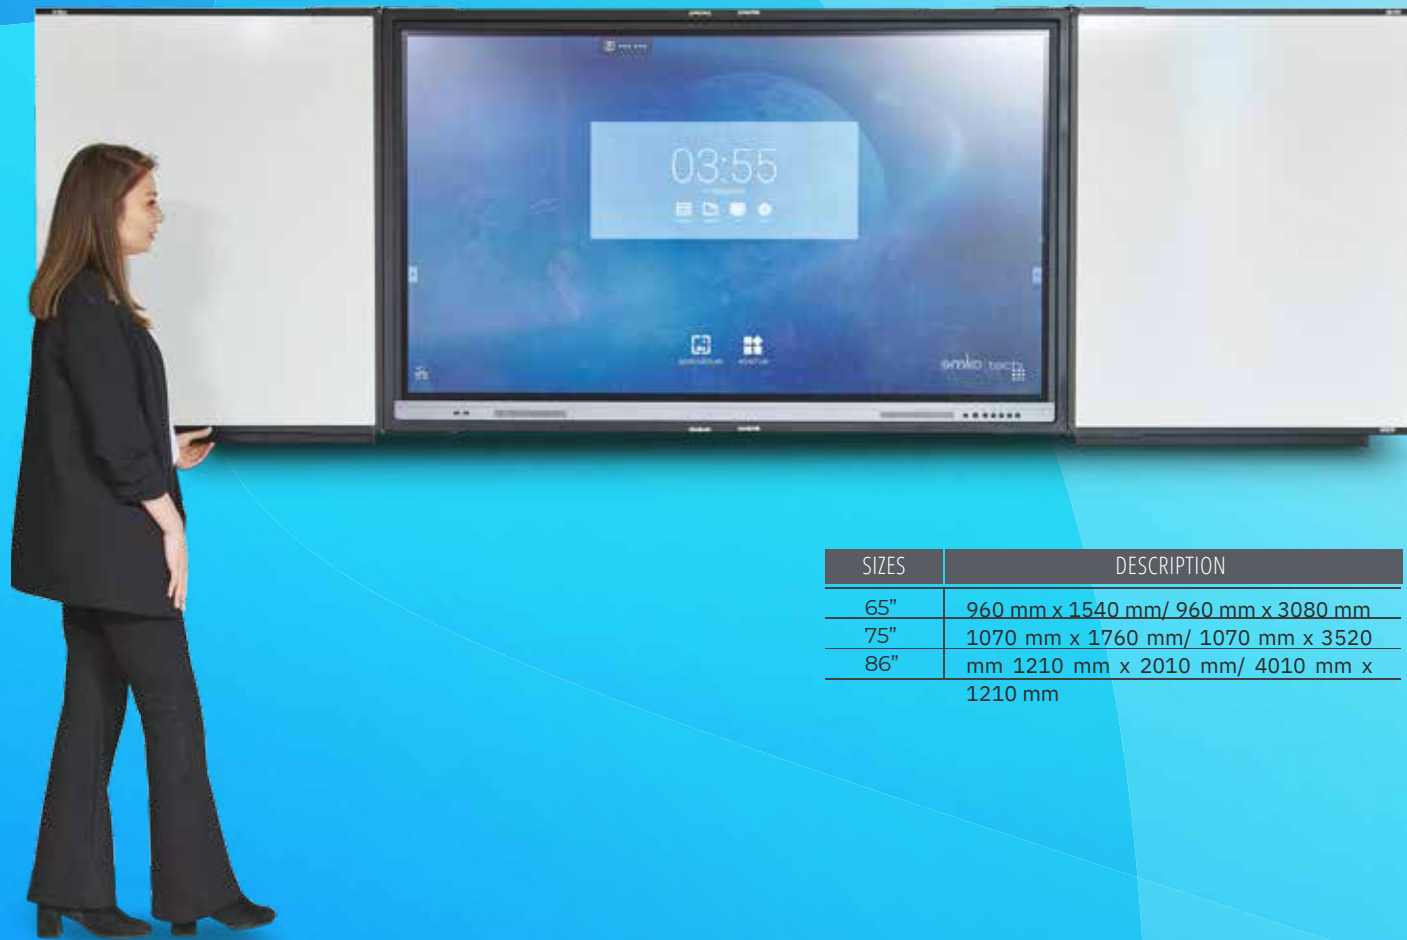 03:55
emko
SIZES DESCRIPTION
65” 960 mm x 1540 mm/ 960 mm x 3080 mm
75” 1070 mm x 1760 mm/ 1070 mm x 3520
86” mm 1210 mm x 2010 mm/ 4010 mm x
1210 mm